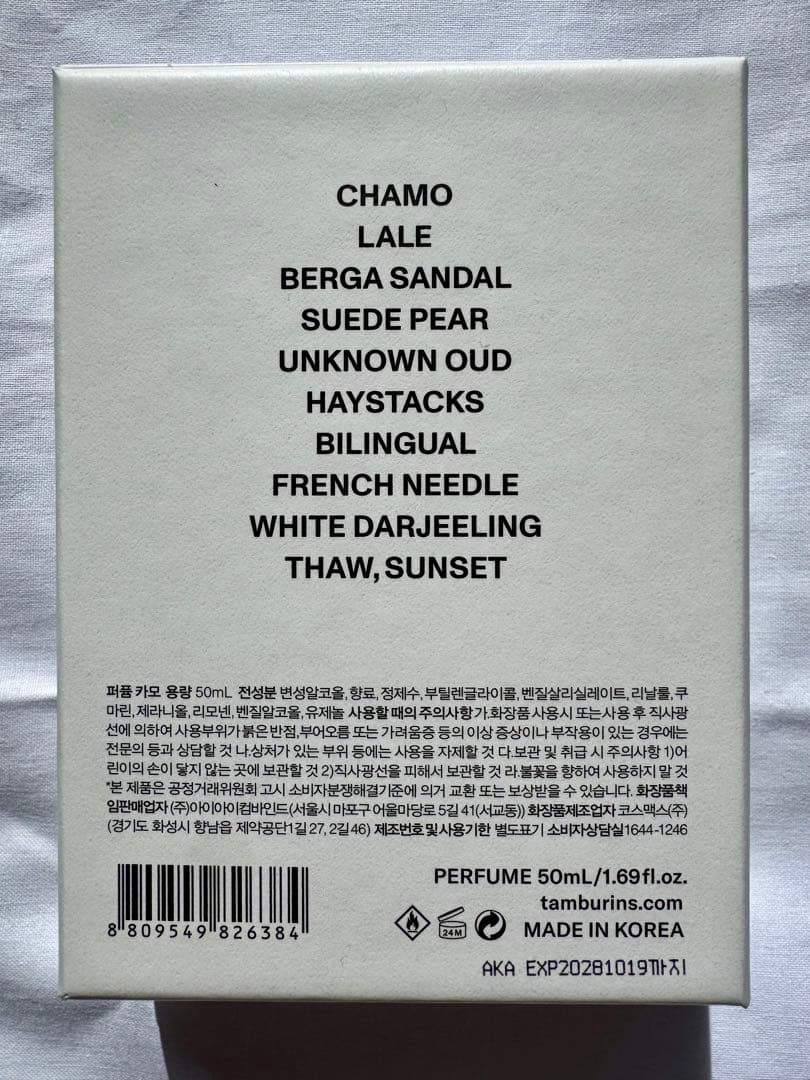 CHAMO
LALE
BERGA SANDAL
SUEDE PEAR
UNKNOWN OUD
HAYSTACKS
BILINGUAL
FRENCH NEEDLE
WHITE DARJEELING
THAW, SUNSET
퍼퓸 카모 용량 50mL 전성분 변성알코올, 향료, 정제수, 부틸렌글라이콜, 벤질살리실레이트, 리날룰, 쿠
마린, 제라니올, 리모넨, 벤질알코올, 유제놀 사용할 때의 주의사항 가.화장품 사용시 또는 사용 후 직사광
선에 의하여 사용부위가 붉은 반점, 부어오름 또는 가려움증 등의 이상 증상이나 부작용이 있는 경우에는
전문의 등과 상담할 것 나.상처가 있는 부위 등에는 사용을 자제할 것 다.보관 및 취급 시 주의사항 1)어
린이의 손이 닿지 않는 곳에 보관할 것 2)직사광선을 피해서 보관할 것 라.불꽃을 향하여 사용하지 말 것
*본 제품은 공정거래위원회 고시 소비자분쟁해결기준에 의거 교환 또는 보상받을 수 있습니다. 화장품책
임판매업자 (주)아이아이컴바인드(서울시 마포구 어울마당로 5길 41(서교동)) 화장품제조업자 코스맥스(주)
(경기도 화성시 향남읍 제약공단1길 27, 2길 46) 제조번호 및 사용기한 별도표기 소비자상담실 1644-1246
PERFUME 50mL/1.69fl.oz.
tamburins.com
24M
MADE IN KOREA
8 809549 826384
AKA EXP20281019까지